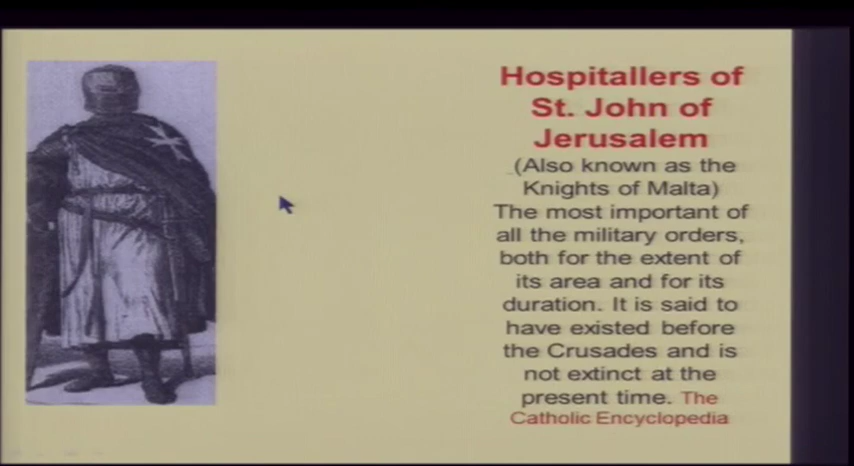 Hospitallers of
St. John of
Jerusalem
(Also known as the
Knights of Malta)
The most important of
all the military orders,
both for the extent of
its area and for its
duration. It is said to
have existed before
the Crusades and is
not extinct at the
present time. The
Catholic Encyclopedia